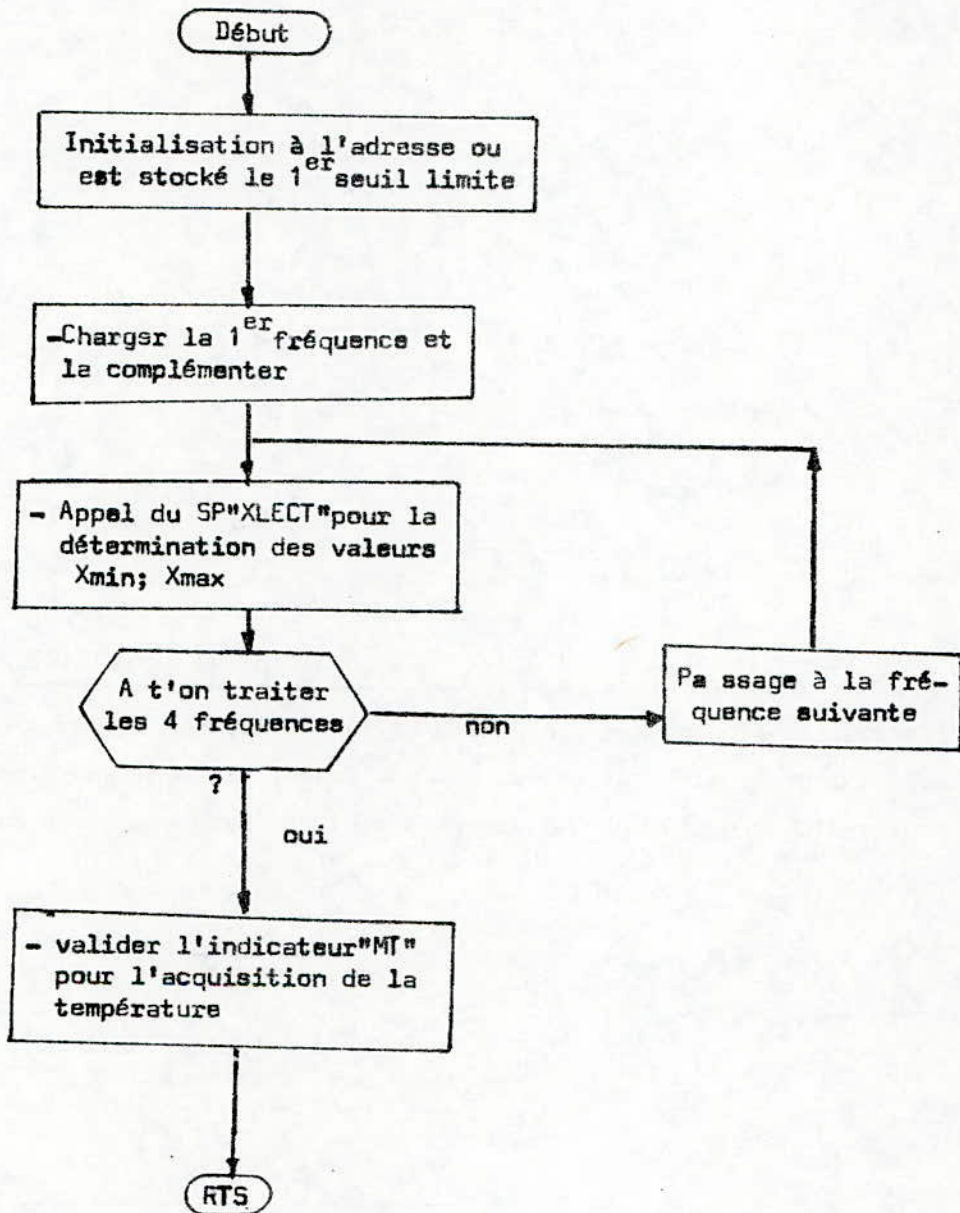 Début
Initialisation à l'adresse ou
est stocké le 1er seuil limite
-Chargsr la 1er fréquence et
la complémenter
- Appel du SP"XLECT"pour la
détermination des valeurs
Xmin; Xmax
A t'on traiter
les 4 fréquences
?
non
Pa ssage à la fré-
quence suivante
oui
- valider l'indicateur"MT"
pour l'acquisition de la
température
RTS